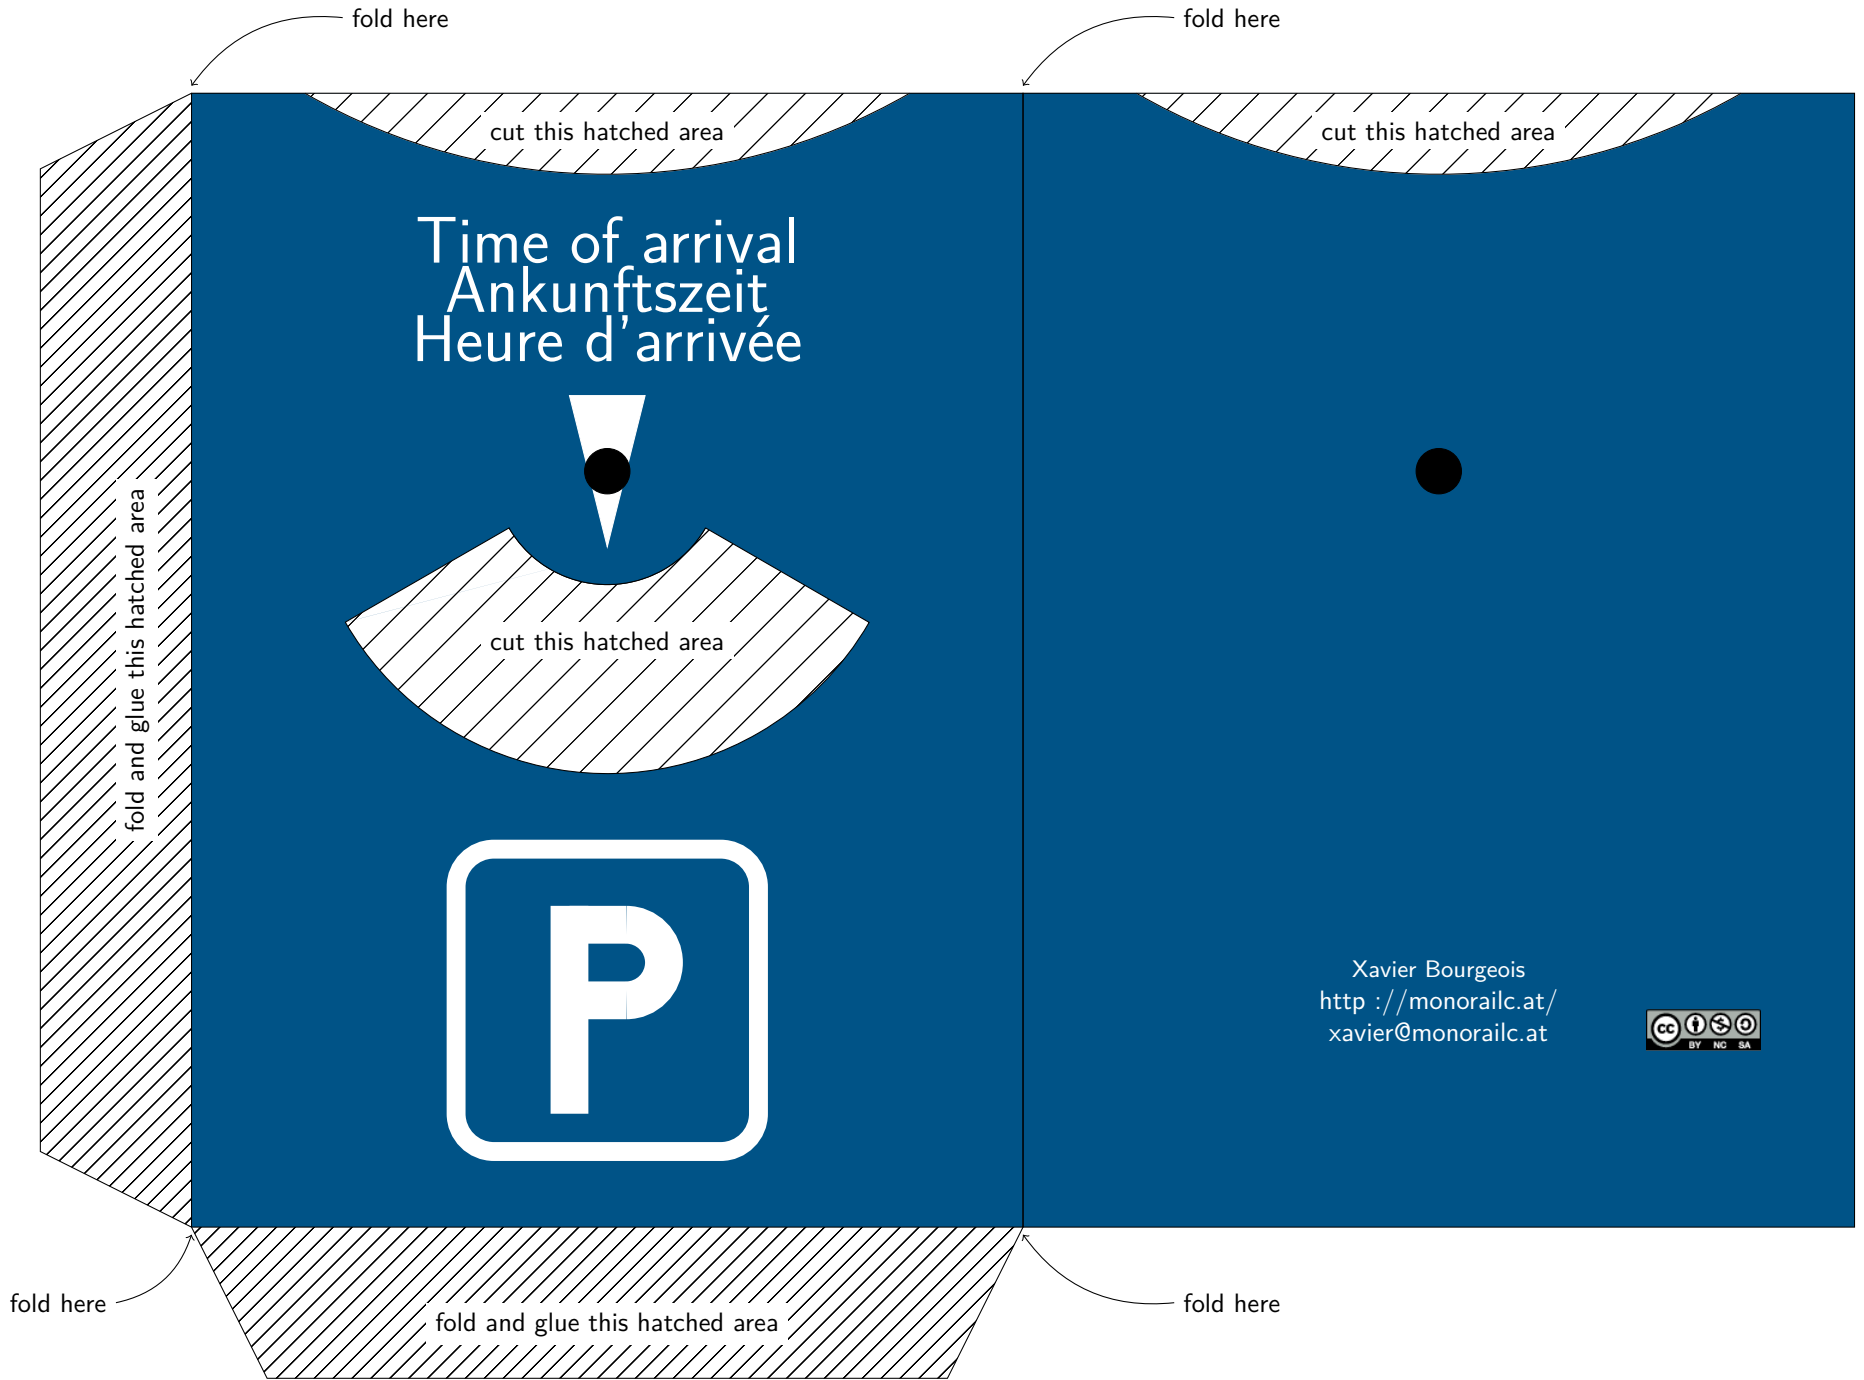 fold here
fold here
cut this hatched area
cut this hatched area
Time of arrival
Ankunftszeit
Heure d'arrivée
fold and glue this hatched area
cut this hatched area
P
Xavier Bourgeois
http ://monorailc.at/
xavier@monorailc.at
cc
BY NC SA
fold here
fold here
fold and glue this hatched area